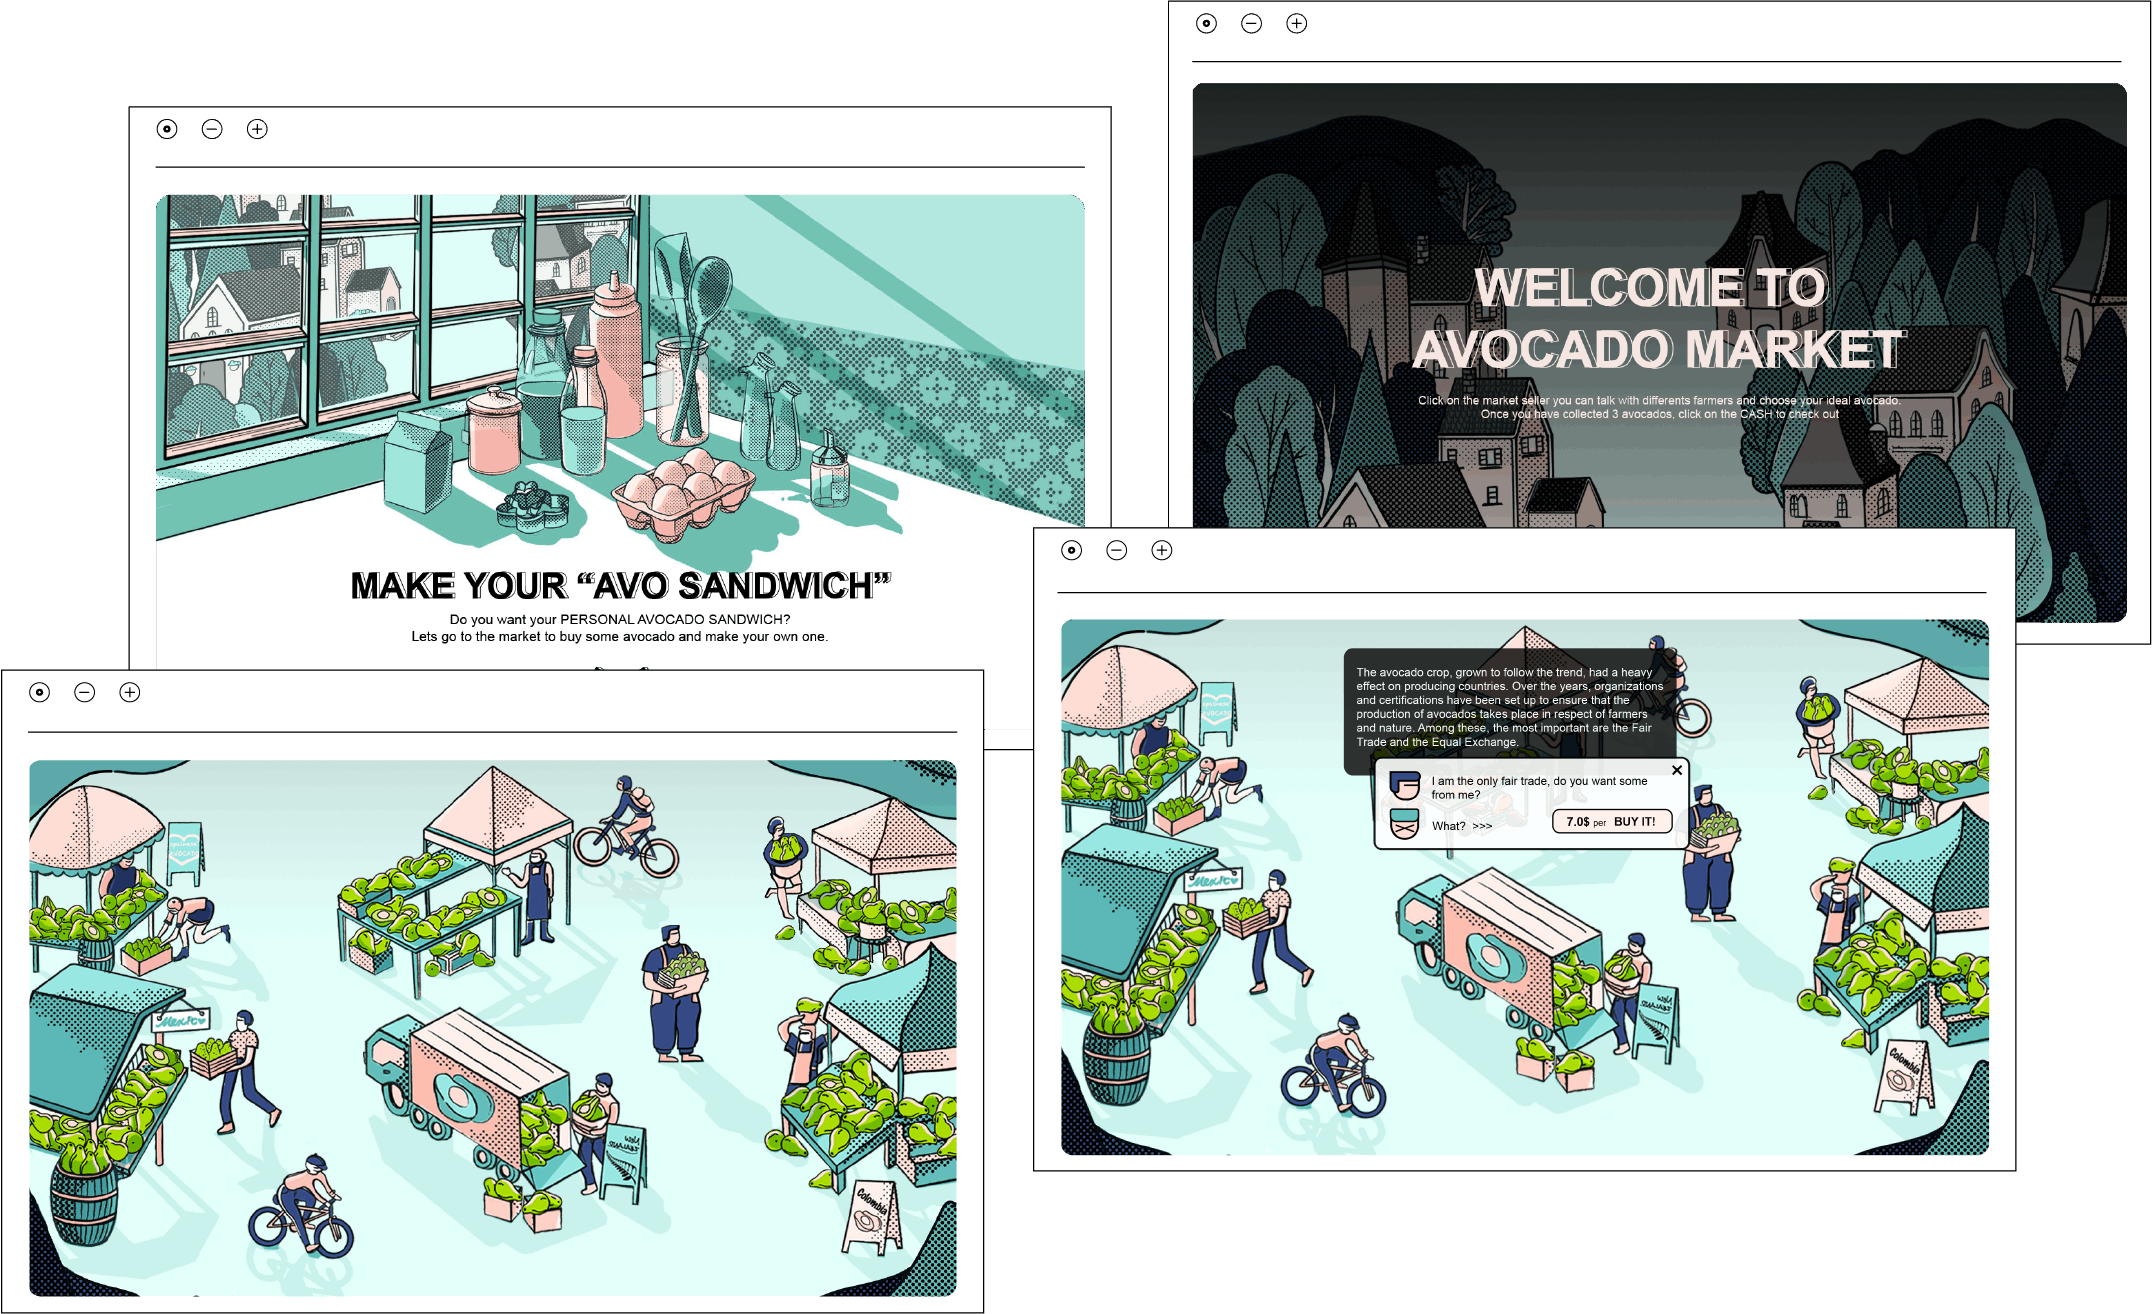 MAKE YOUR “AVO SANDWICH”
Do you want your PERSONAL AVOCADO SANDWICH?
Lets go to the market to buy some avocado and make your own one.
WELCOME TO
AVOCADO MARKET
Click on the market seller you can talk with differents farmers and choose your ideal avocado.
Once you have collected 3 avocados, click on the CASH to check out
AVOCADO
Mexico
Colombia
The avocado crop, grown to follow the trend, had a heavy
effect on producing countries. Over the years, organizations
and certifications have been set up to ensure that the
production of avocados takes place in respect of farmers
and nature. Among these, the most important are the Fair
Trade and the Equal Exchange.
I am the only fair trade, do you want some
from me?
What? >>>
7.0$ per BUY IT!
AVOCADO
Mexico
Colombia